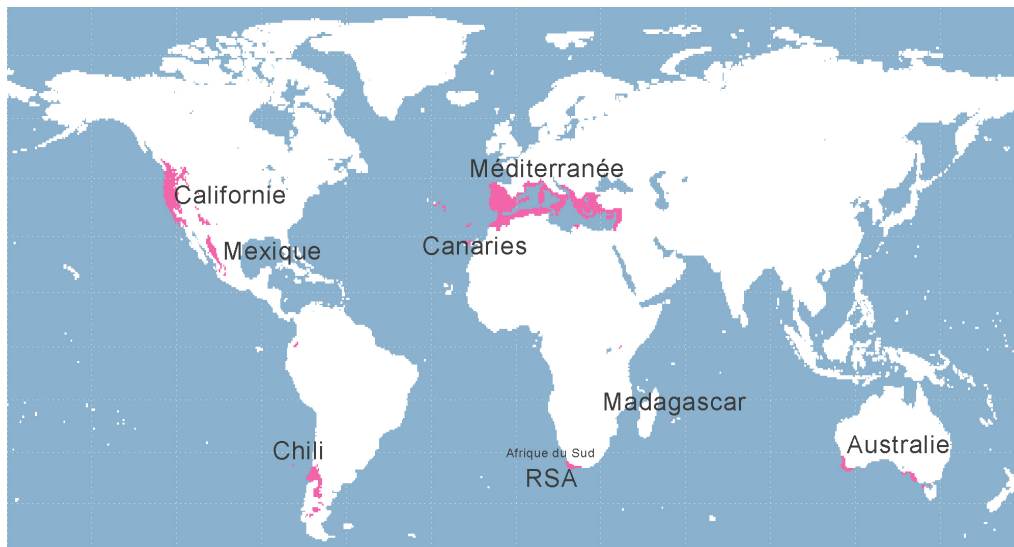 Méditerranée
Californie
Canaries
Mexique
Madagascar
Chili
Australie
Afrique du Sud
RSA